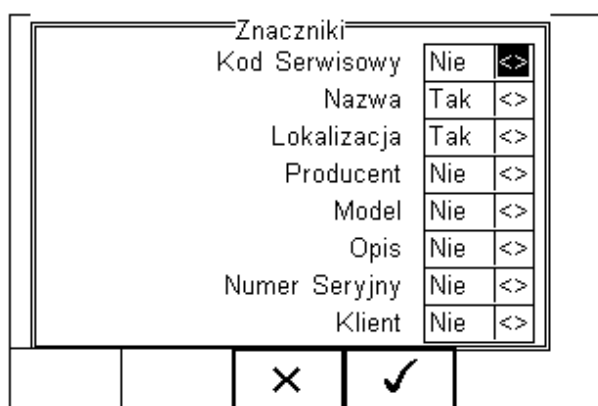 Znaczniki
Kod Serwisowy Nie <>
Nazwa Tak <>
Lokalizacja Tak <>
Producent Nie <>
Model Nie <>
Opis Nie <>
Numer Seryjny Nie <>
Klient Nie <>